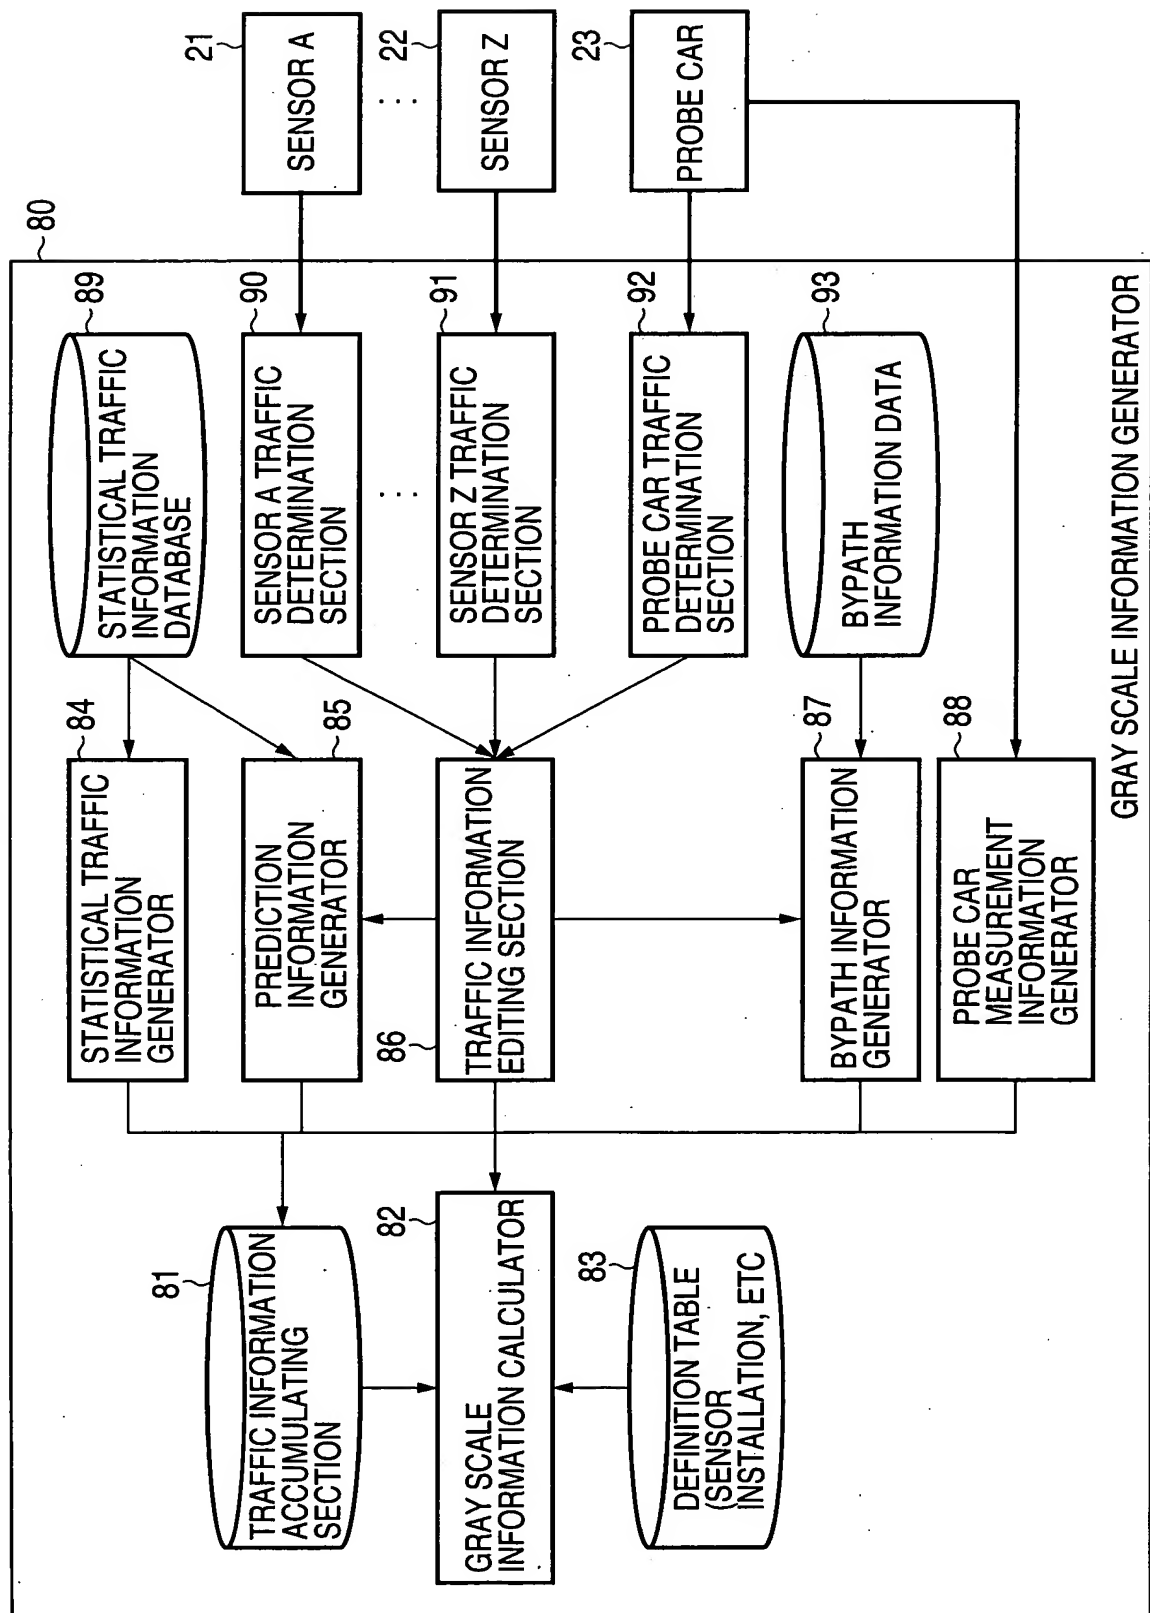 GRAY SCALE INFORMATION GENERATOR
80
21
SENSOR A
. . .
22
SENSOR Z
23
PROBE CAR
89
STATISTICAL TRAFFIC
INFORMATION
DATABASE
90
SENSOR A TRAFFIC
DETERMINATION
SECTION
. . .
91
SENSOR Z TRAFFIC
DETERMINATION
SECTION
92
PROBE CAR TRAFFIC
DETERMINATION
SECTION
93
BYPATH
INFORMATION DATA
84
STATISTICAL TRAFFIC
INFORMATION
GENERATOR
85
PREDICTION
INFORMATION
GENERATOR
86
TRAFFIC INFORMATION
EDITING SECTION
87
BYPATH INFORMATION
GENERATOR
88
PROBE CAR
MEASUREMENT
INFORMATION
GENERATOR
81
TRAFFIC INFORMATION
ACCUMULATING
SECTION
82
GRAY SCALE
INFORMATION CALCULATOR
83
DEFINITION TABLE
(SENSOR
INSTALLATION, ETC